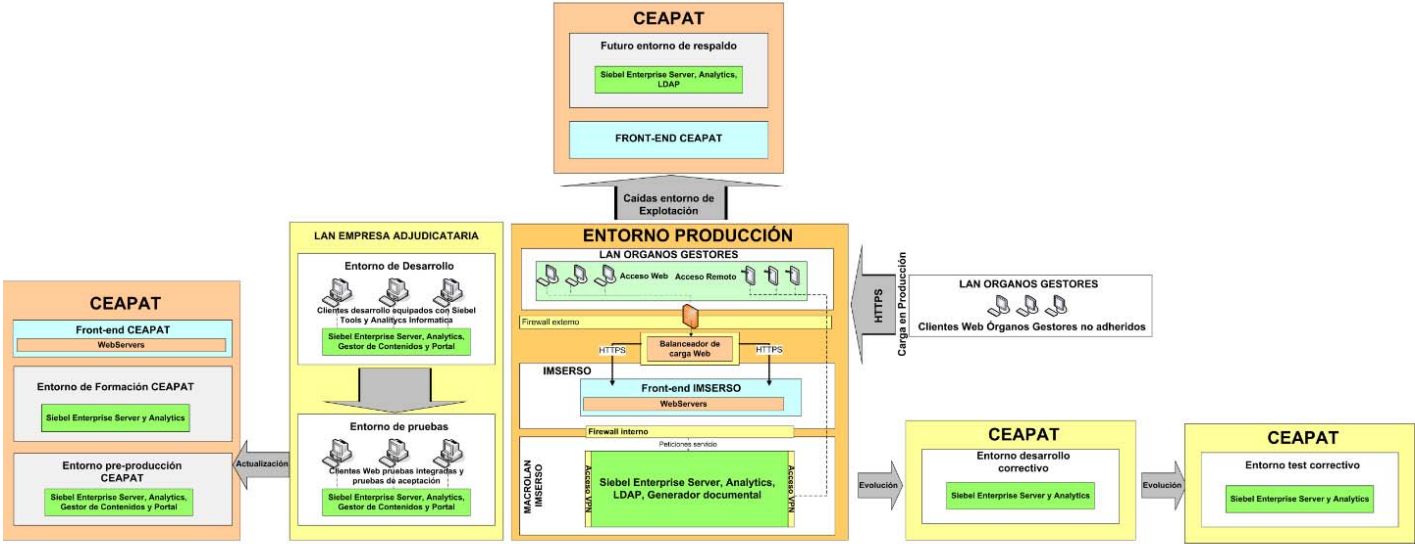 CEAPAT
Futuro entorno de respaldo
Siebel Enterprise Server, Analytics,
LDAP
FRONT-END CEAPAT
Caídas entorno de
Explotación
CEAPAT
Front-end CEAPAT
WebServers
Entorno de Formación CEAPAT
Siebel Enterprise Server y Analytics
Entorno pre-producción
CEAPAT
Siebel Enterprise Server, Analytics,
Gestor de Contenidos y Portal
Actualización
LAN EMPRESA ADJUDICATARIA
Entorno de Desarrollo
Clientes desarrollo equipados con Siebel
Tools y Analitycs Informatica
Siebel Enterprise Server, Analytics,
Gestor de Contenidos y Portal
Entorno de pruebas
Clientes Web pruebas integradas y
pruebas de aceptación
Siebel Enterprise Server, Analytics,
Gestor de Contenidos y Portal
ENTORNO PRODUCCIÓN
LAN ORGANOS GESTORES
Acceso Web
Acceso Remoto
Firewall externo
Balanceador de
carga Web
HTTPS
HTTPS
IMSERSO
Front-end IMSERSO
WebServers
Firewall interno
Peticiones servicio
MACROLAN
IMSERSO
Acceso VPN
Siebel Enterprise Server, Analytics,
LDAP, Generador documental
Acceso VPN
HTTPS
Carga en Producción
LAN ORGANOS GESTORES
Clientes Web Órganos Gestores no adheridos
Evolución
CEAPAT
Entorno desarrollo
correctivo
Siebel Enterprise Server y Analytics
Evolución
CEAPAT
Entorno test correctivo
Siebel Enterprise Server y Analytics